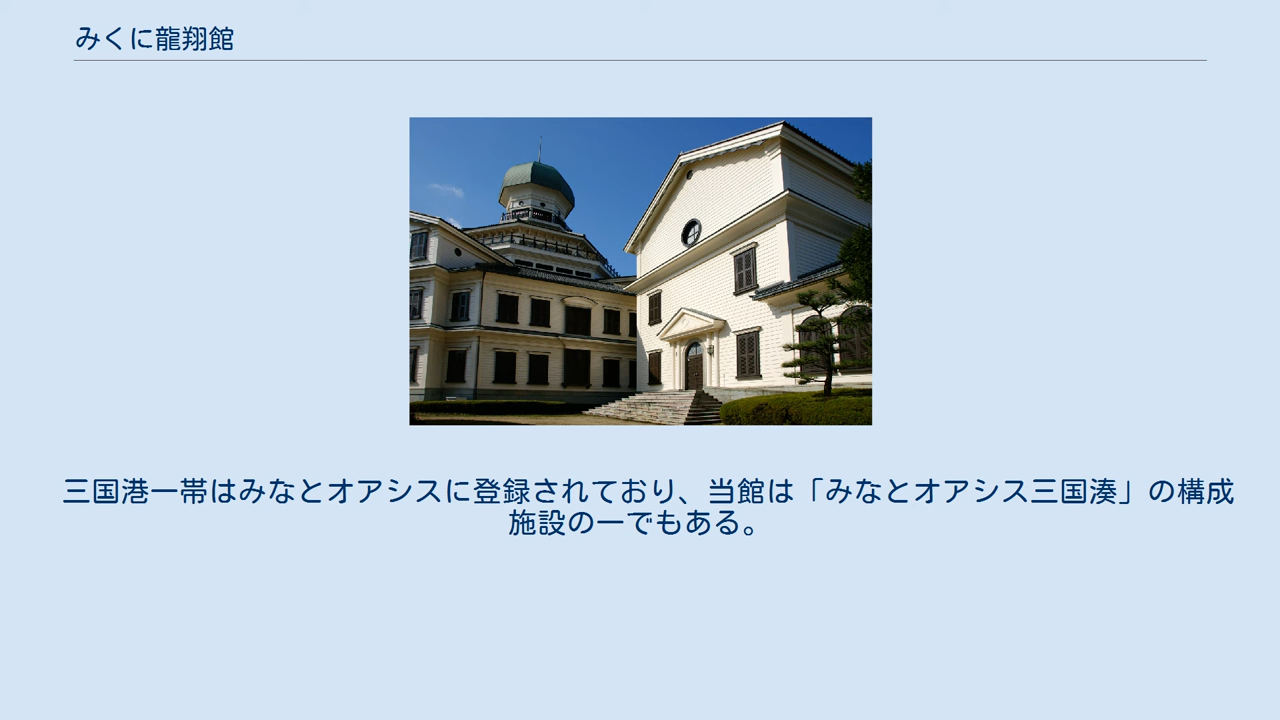 みくに龍翔館
三国港一帯はみなとオアシスに登録されており、当館は「みなとオアシス三国湊」の構成
施設の一でもある。